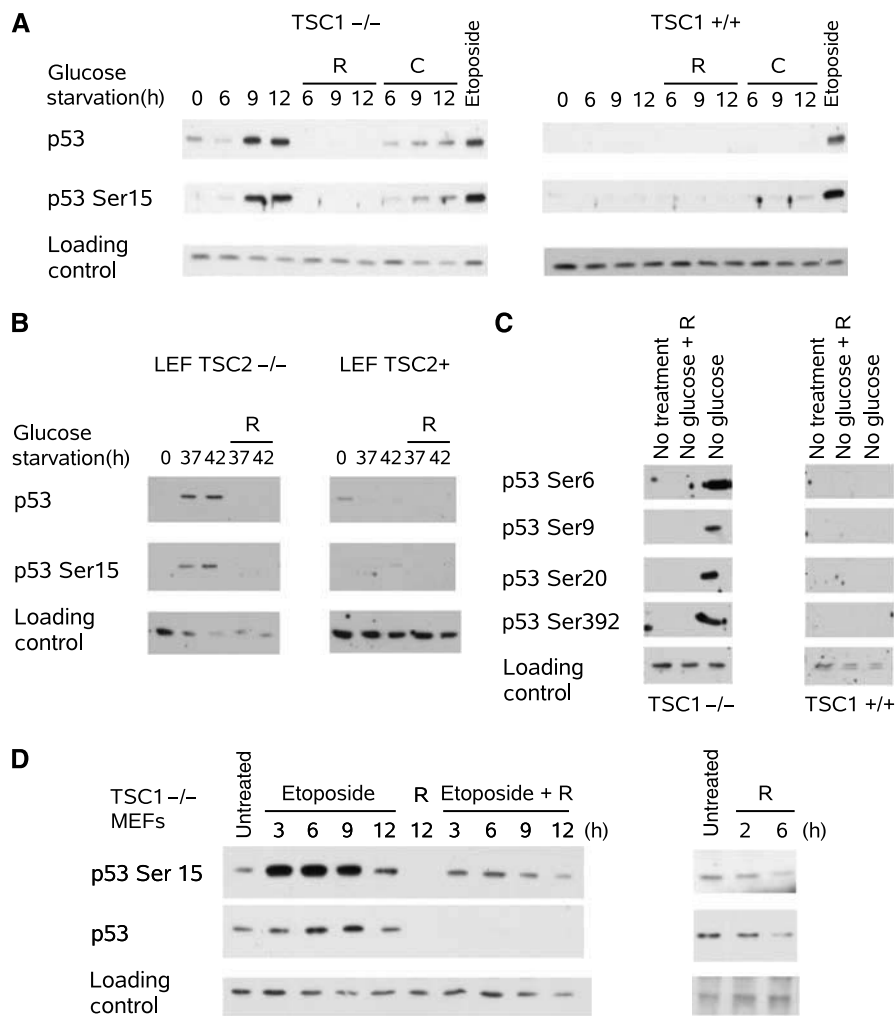 A
TSC1 –/–
TSC1 +/+
Glucose
starvation(h)
R
C
Etoposide
R
C
Etoposide
0 6 9 12 6 9 12 6 9 12
0 6 9 12 6 9 12 6 9 12
p53
p53 Ser15
Loading
control
B
LEF TSC2 –/–
LEF TSC2+
Glucose
starvation(h)
R
R
0 37 42 37 42
0 37 42 37 42
p53
p53 Ser15
Loading
control
C
No treatment
No glucose + R
No glucose
No treatment
No glucose + R
No glucose
p53 Ser6
p53 Ser9
p53 Ser20
p53 Ser392
Loading
control
TSC1 –/–
TSC1 +/+
D
TSC1 –/–
MEFs
Untreated
Etoposide
R
Etoposide + R
3 6 9 12 12 3 6 9 12 (h)
Untreated
R
2 6 (h)
p53 Ser 15
p53
Loading
control